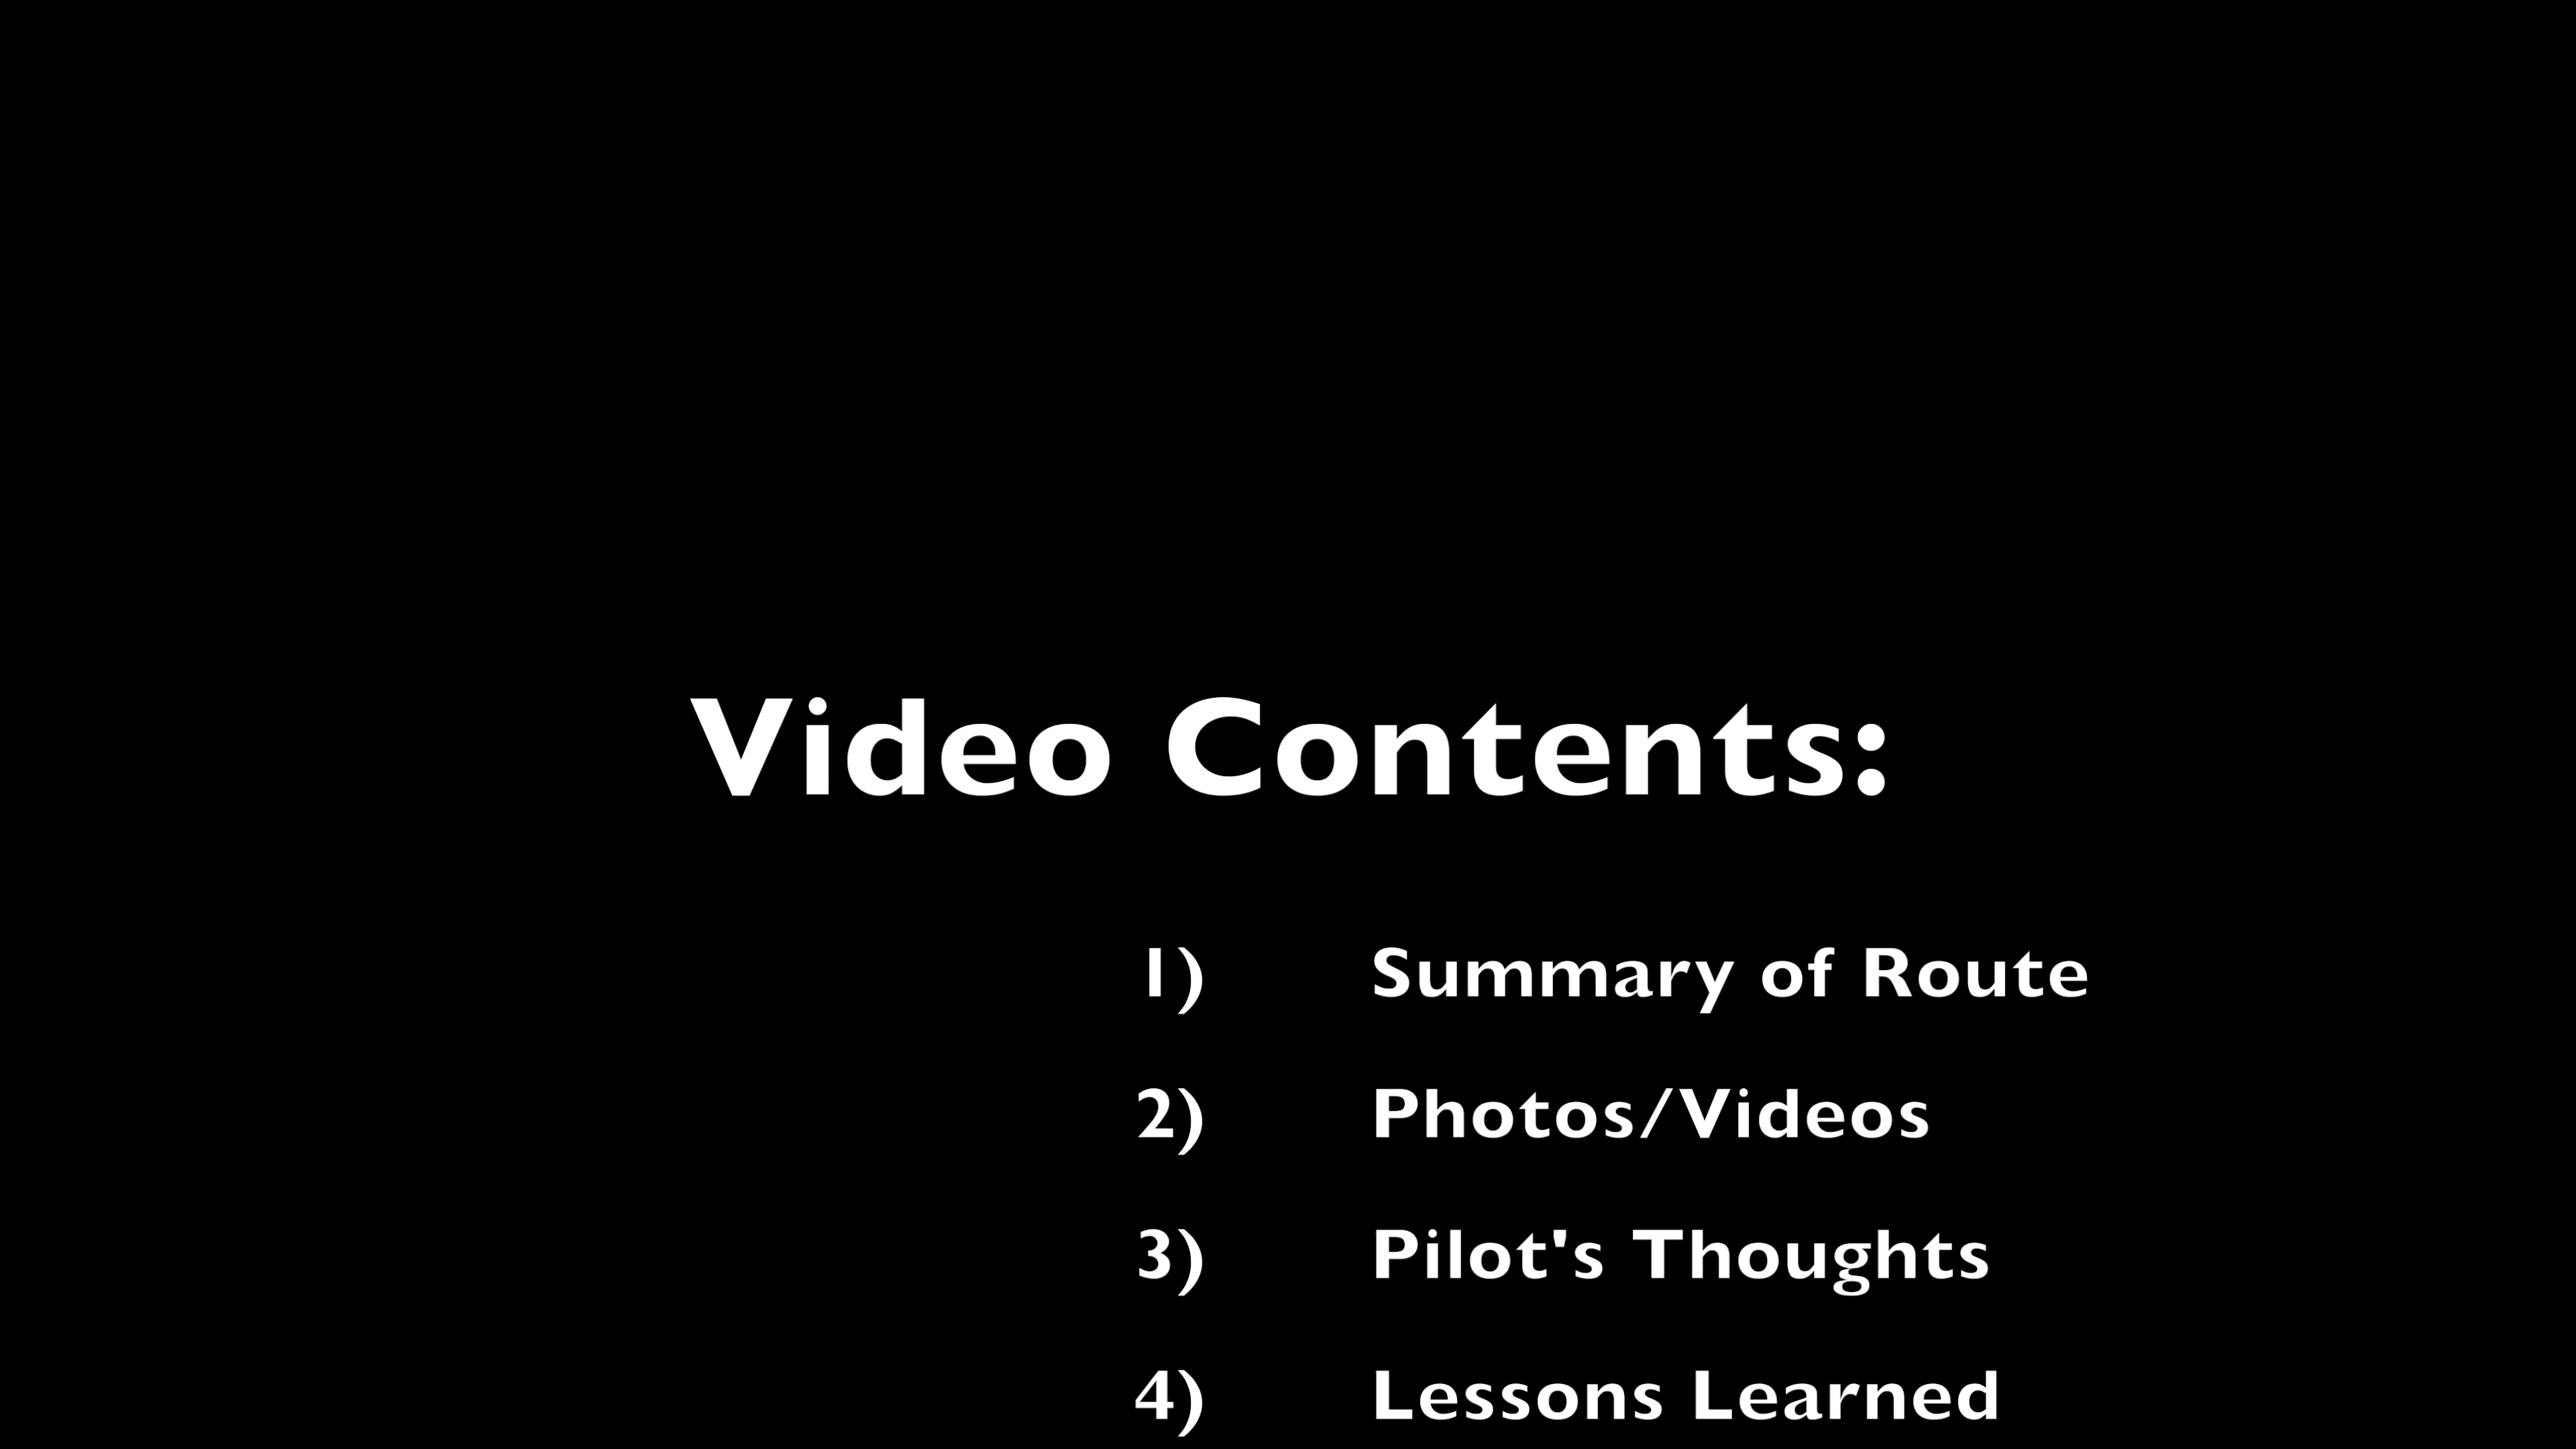 Video Contents:
1) Summary of Route
2) Photos/Videos
3) Pilot's Thoughts
4) Lessons Learned